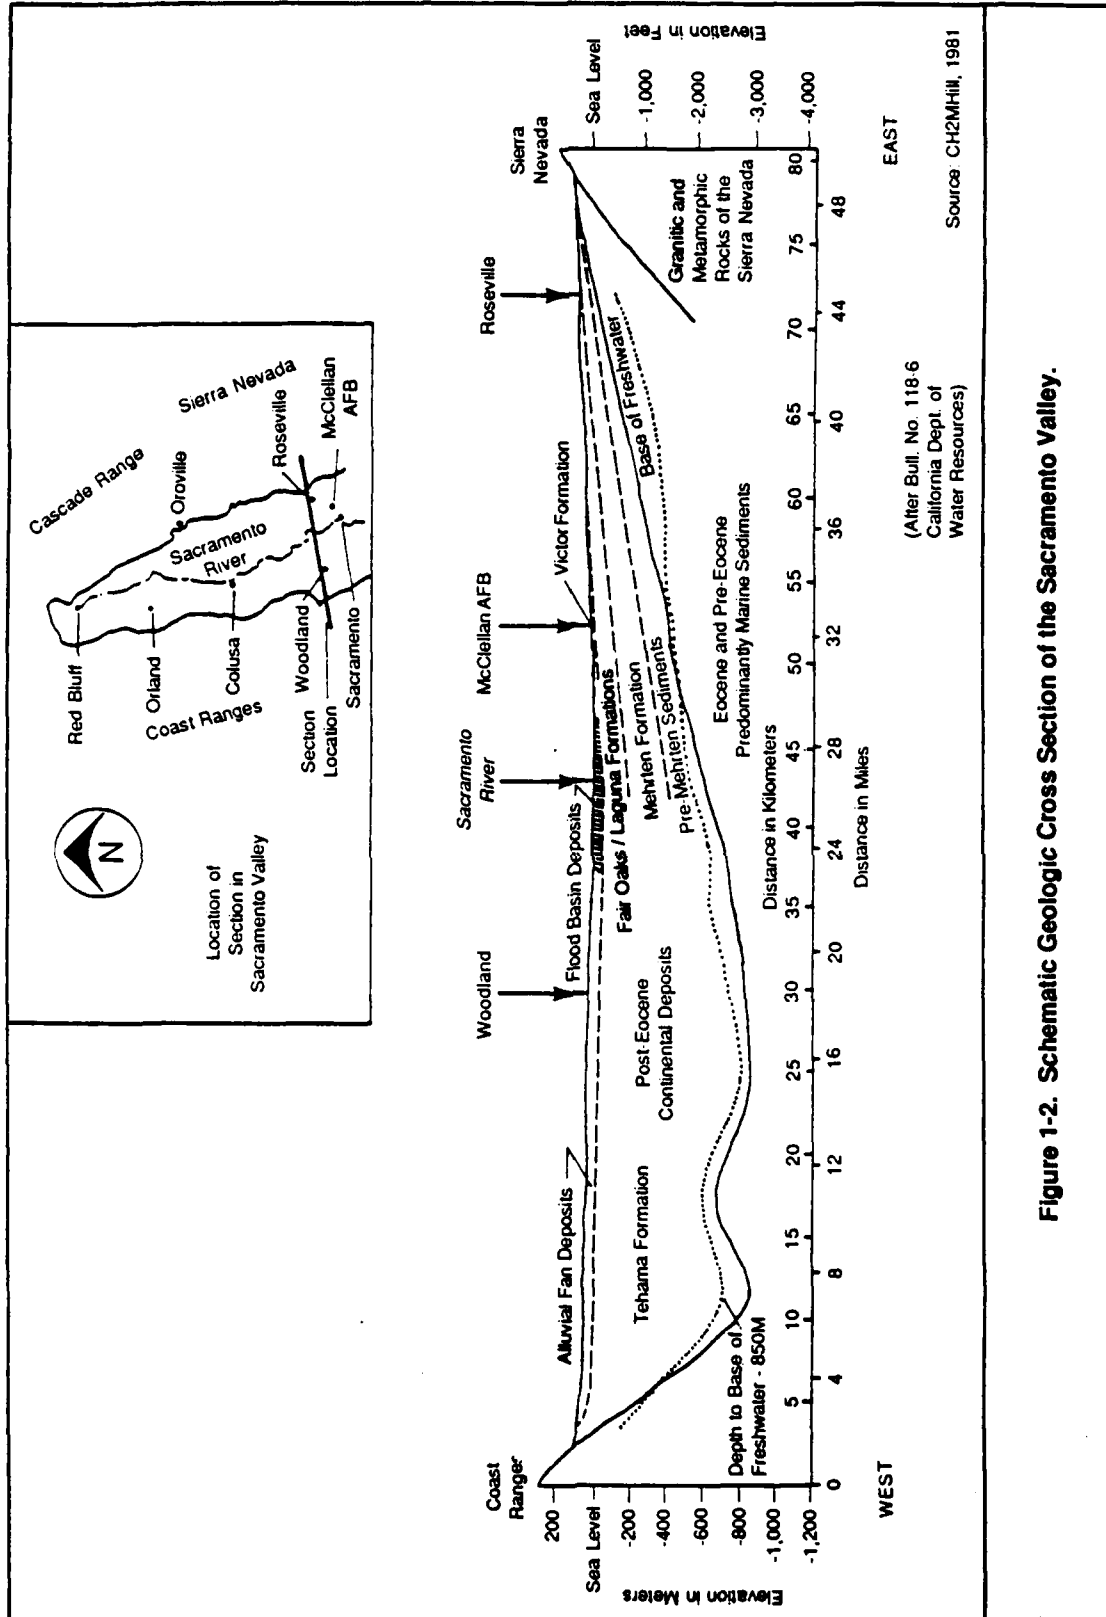 Cascade Range
Sierra Nevada
Red Bluff
Orland
Oroville
Sacramento
River
Colusa
Coast Ranges
Woodland
Roseville
Section
Location
McClellan
AFB
Sacramento
N
Location of
Section in
Sacramento Valley
Coast
Ranger
Woodland
Sacramento
River
McClellan AFB
Roseville
Sierra
Nevada
Alluvial Fan Deposits
Flood Basin Deposits
Victor Formation
Fair Oaks / Laguna Formations
Mehrten Formation
Pre-Mehrten Sediments
Base of Freshwater
Tehama Formation
Post-Eocene
Continental Deposits
Eocene and Pre-Eocene
Predominantly Marine Sediments
Granitic and
Metamorphic
Rocks of the
Sierra Nevada
Depth to Base of
Freshwater - 850M
Elevation in Meters
200
Sea Level
-200
-400
-600
-800
-1,000
-1,200
Elevation in Feet
Sea Level
-1,000
-2,000
-3,000
-4,000
Distance in Kilometers
0 5 10 15 20 25 30 35 40 45 50 55 60 65 70 75 80
4 8 12 16 20 24 28 32 36 40 44 48
Distance in Miles
WEST
EAST
(After Bull. No. 118-6
California Dept. of
Water Resources)
Source: CH2MHill, 1981
Figure 1-2. Schematic Geologic Cross Section of the Sacramento Valley.